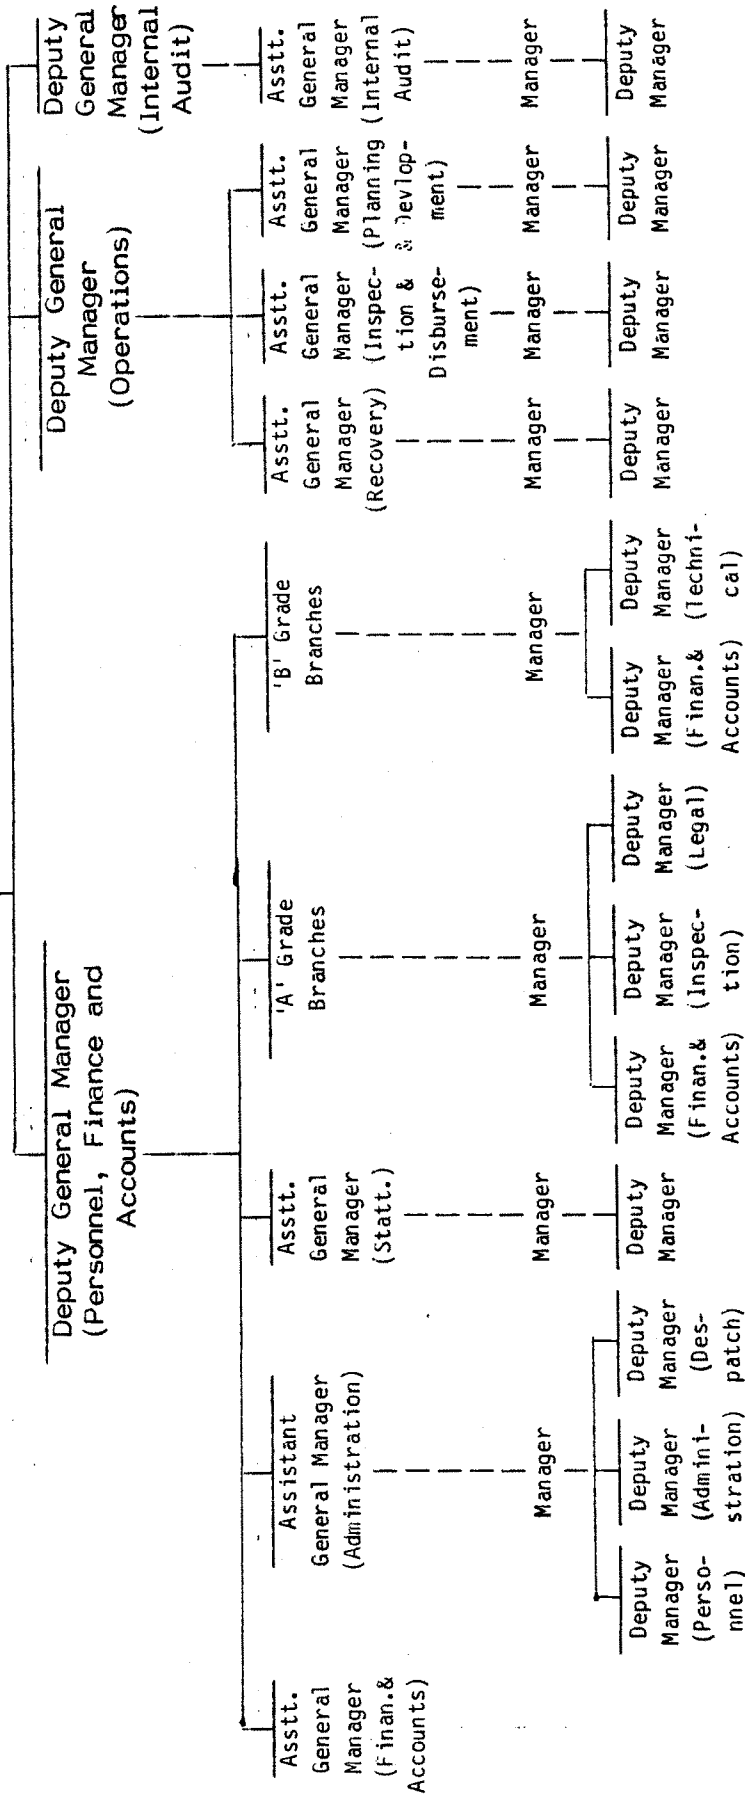 Deputy General Manager
(Personnel, Finance and
Accounts)
Deputy General
Manager
(Operations)
Deputy
General
Manager
(Internal
Audit)
Asstt.
General
Manager
(Finan.&
Accounts)
Assistant
General Manager
(Administration)
Asstt.
General
Manager
(Statt.)
'A' Grade
Branches
'B' Grade
Branches
Asstt.
General
Manager
(Recovery)
Asstt.
General
Manager
(Inspec-
tion &
Disburse-
ment)
Asstt.
General
Manager
(Planning
& Devlop-
ment)
Asstt.
General
Manager
(Internal
Audit)
Manager
Manager
Manager
Manager
Manager
Manager
Manager
Manager
Deputy
Manager
(Perso-
nnel)
Deputy
Manager
(Admini-
stration)
Deputy
Manager
(Des-
patch)
Deputy
Manager
Deputy
Manager
(Finan.&
Accounts)
Deputy
Manager
(Inspec-
tion)
Deputy
Manager
(Legal)
Deputy
Manager
(Finan.&
Accounts)
Deputy
Manager
(Techni-
cal)
Deputy
Manager
Deputy
Manager
Deputy
Manager
Deputy
Manager